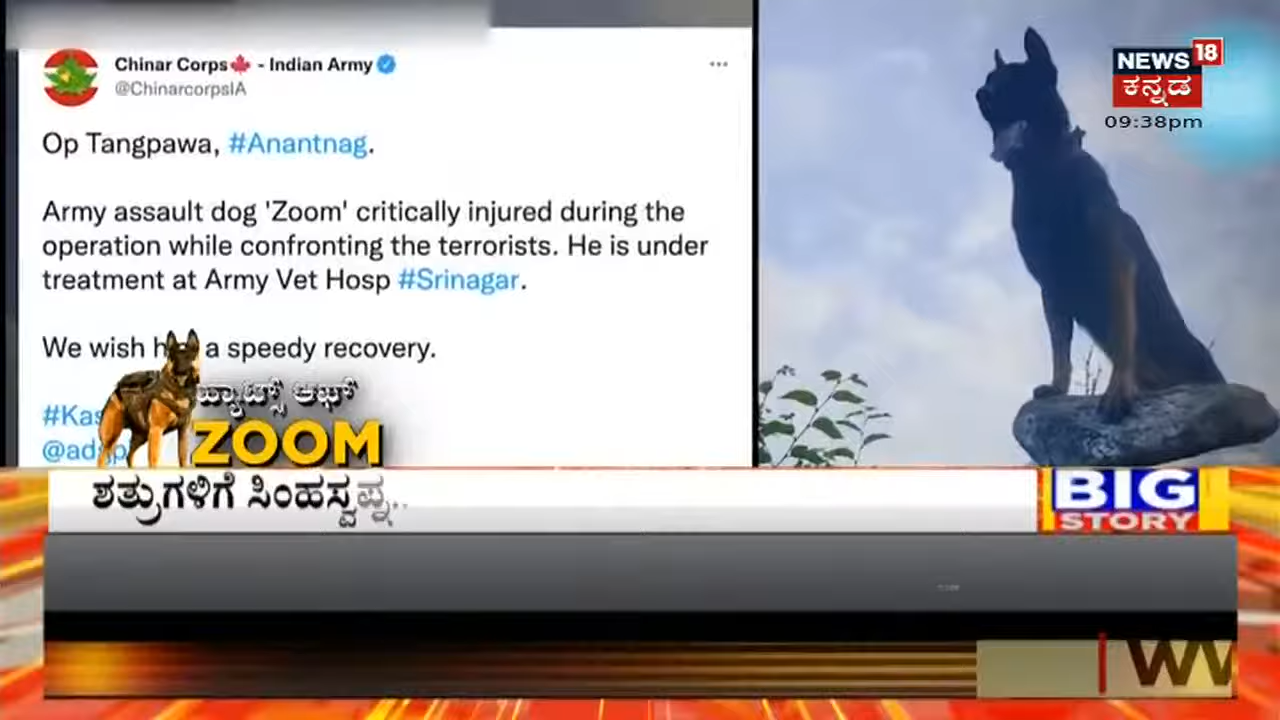 Chinar Corps🍁 - Indian Army
@ChinarcorpsIA
Op Tangpawa, #Anantnag.
Army assault dog 'Zoom' critically injured during the
operation while confronting the terrorists. He is under
treatment at Army Vet Hosp #Srinagar.
We wish a speedy recovery.
NEWS 18
ಕನ್ನಡ
09:38pm
ಹ್ಯಾಟ್ಸ್ ಆಫ್
ZOOM
ಶತ್ರುಗಳಿಗೆ ಸಿಂಹಸ್ವಪ್ನ..
BIG
STORY